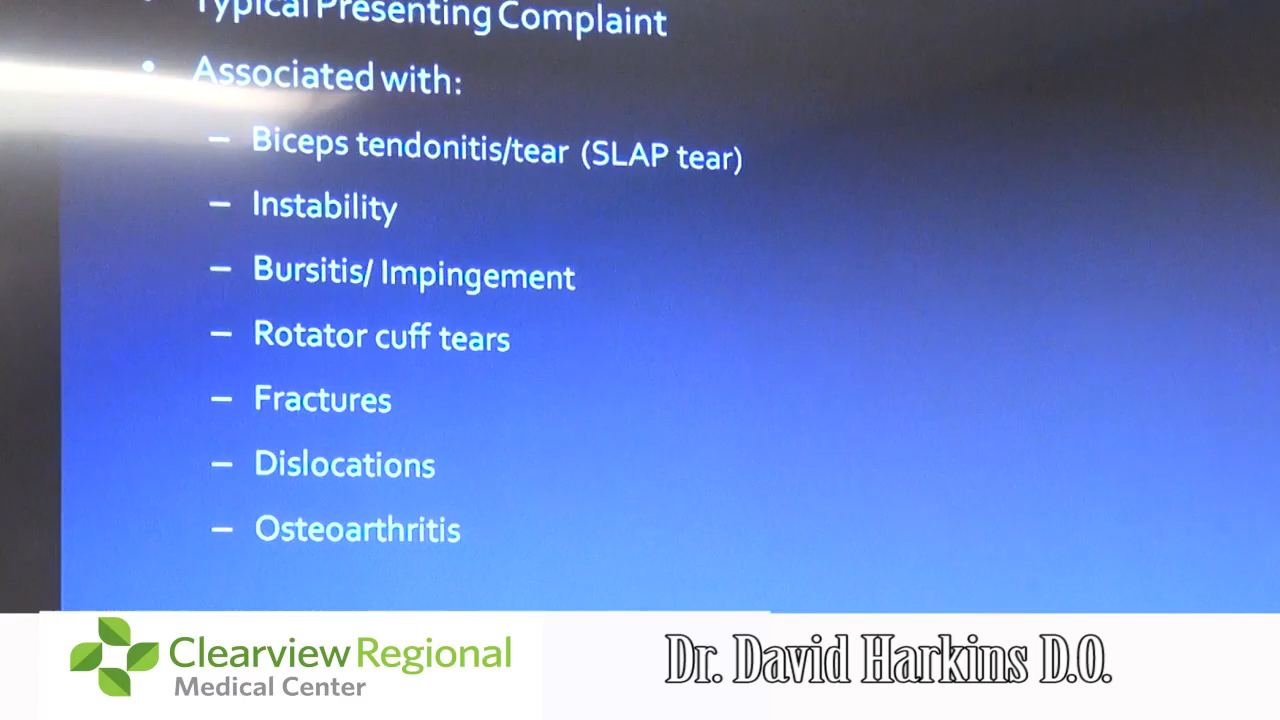 • Typical Presenting Complaint
• Associated with:
– Biceps tendonitis/tear (SLAP tear)
– Instability
– Bursitis/ Impingement
– Rotator cuff tears
– Fractures
– Dislocations
– Osteoarthritis
Clearview Regional
Medical Center
Dr. David Harkins D.O.